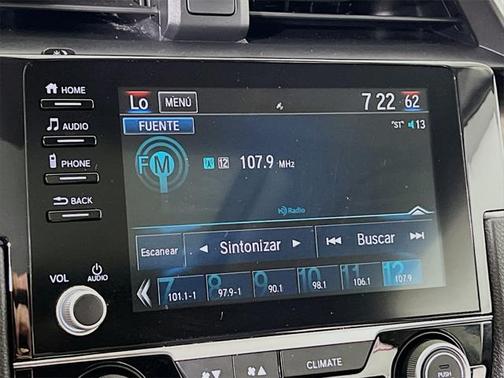 HOME
Lo MENÚ 7 22 62
FUENTE "ST" 13
AUDIO
FM 12 107.9 MHz
PHONE
BACK
HD Radio
Escanear ◄ Sintonizar ► Buscar
VOL AUDIO
7 101.1-1 8 97.9-1 9 90.1 10 98.1 11 106.1 12 107.9
CLIMATE
PUSH